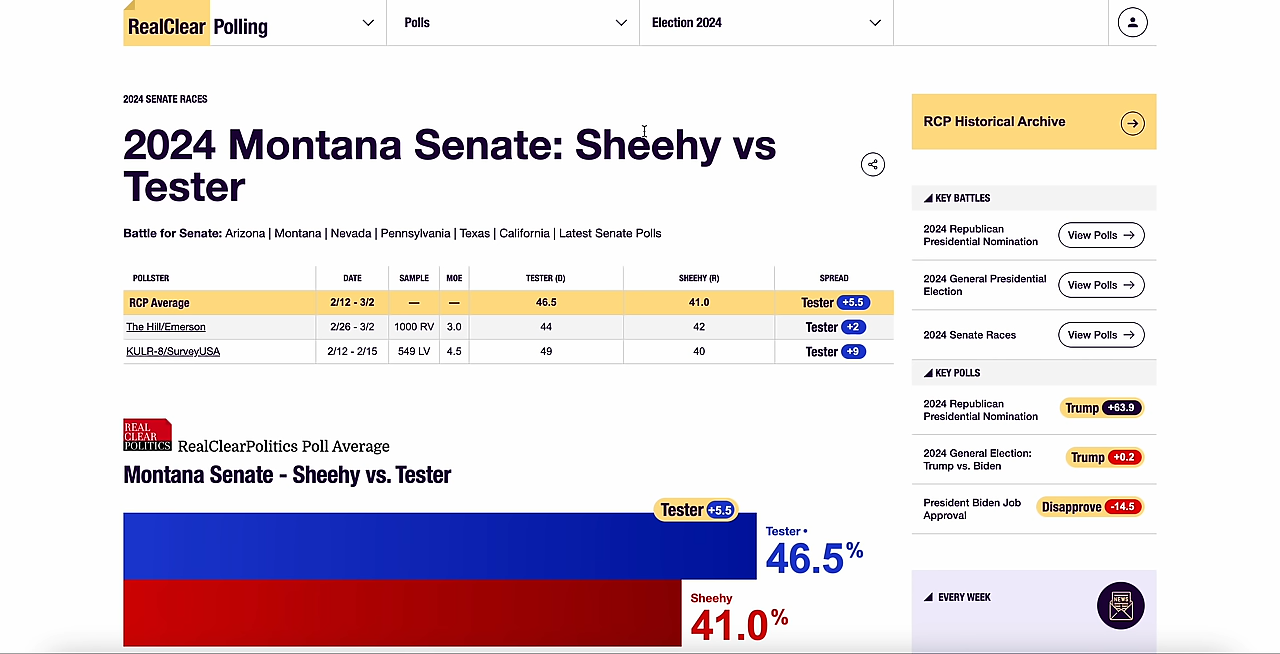 RealClear Polling
Polls
Election 2024
2024 SENATE RACES
2024 Montana Senate: Sheehy vs
Tester
Battle for Senate: Arizona | Montana | Nevada | Pennsylvania | Texas | California | Latest Senate Polls
POLLSTER DATE SAMPLE MOE TESTER (D) SHEEHY (R) SPREAD
RCP Average 2/12 - 3/2 — — 46.5 41.0 Tester +5.5
The Hill/Emerson 2/26 - 3/2 1000 RV 3.0 44 42 Tester +2
KULR-8/SurveyUSA 2/12 - 2/15 549 LV 4.5 49 40 Tester +9
REAL
CLEAR
POLITICS
RealClearPolitics Poll Average
Montana Senate - Sheehy vs. Tester
Tester +5.5
Tester •
46.5%
Sheehy
41.0%
RCP Historical Archive
KEY BATTLES
2024 Republican
Presidential Nomination
View Polls →
2024 General Presidential
Election
View Polls →
2024 Senate Races
View Polls →
KEY POLLS
2024 Republican
Presidential Nomination
Trump +63.9
2024 General Election:
Trump vs. Biden
Trump +0.2
President Biden Job
Approval
Disapprove -14.5
EVERY WEEK
NEWS